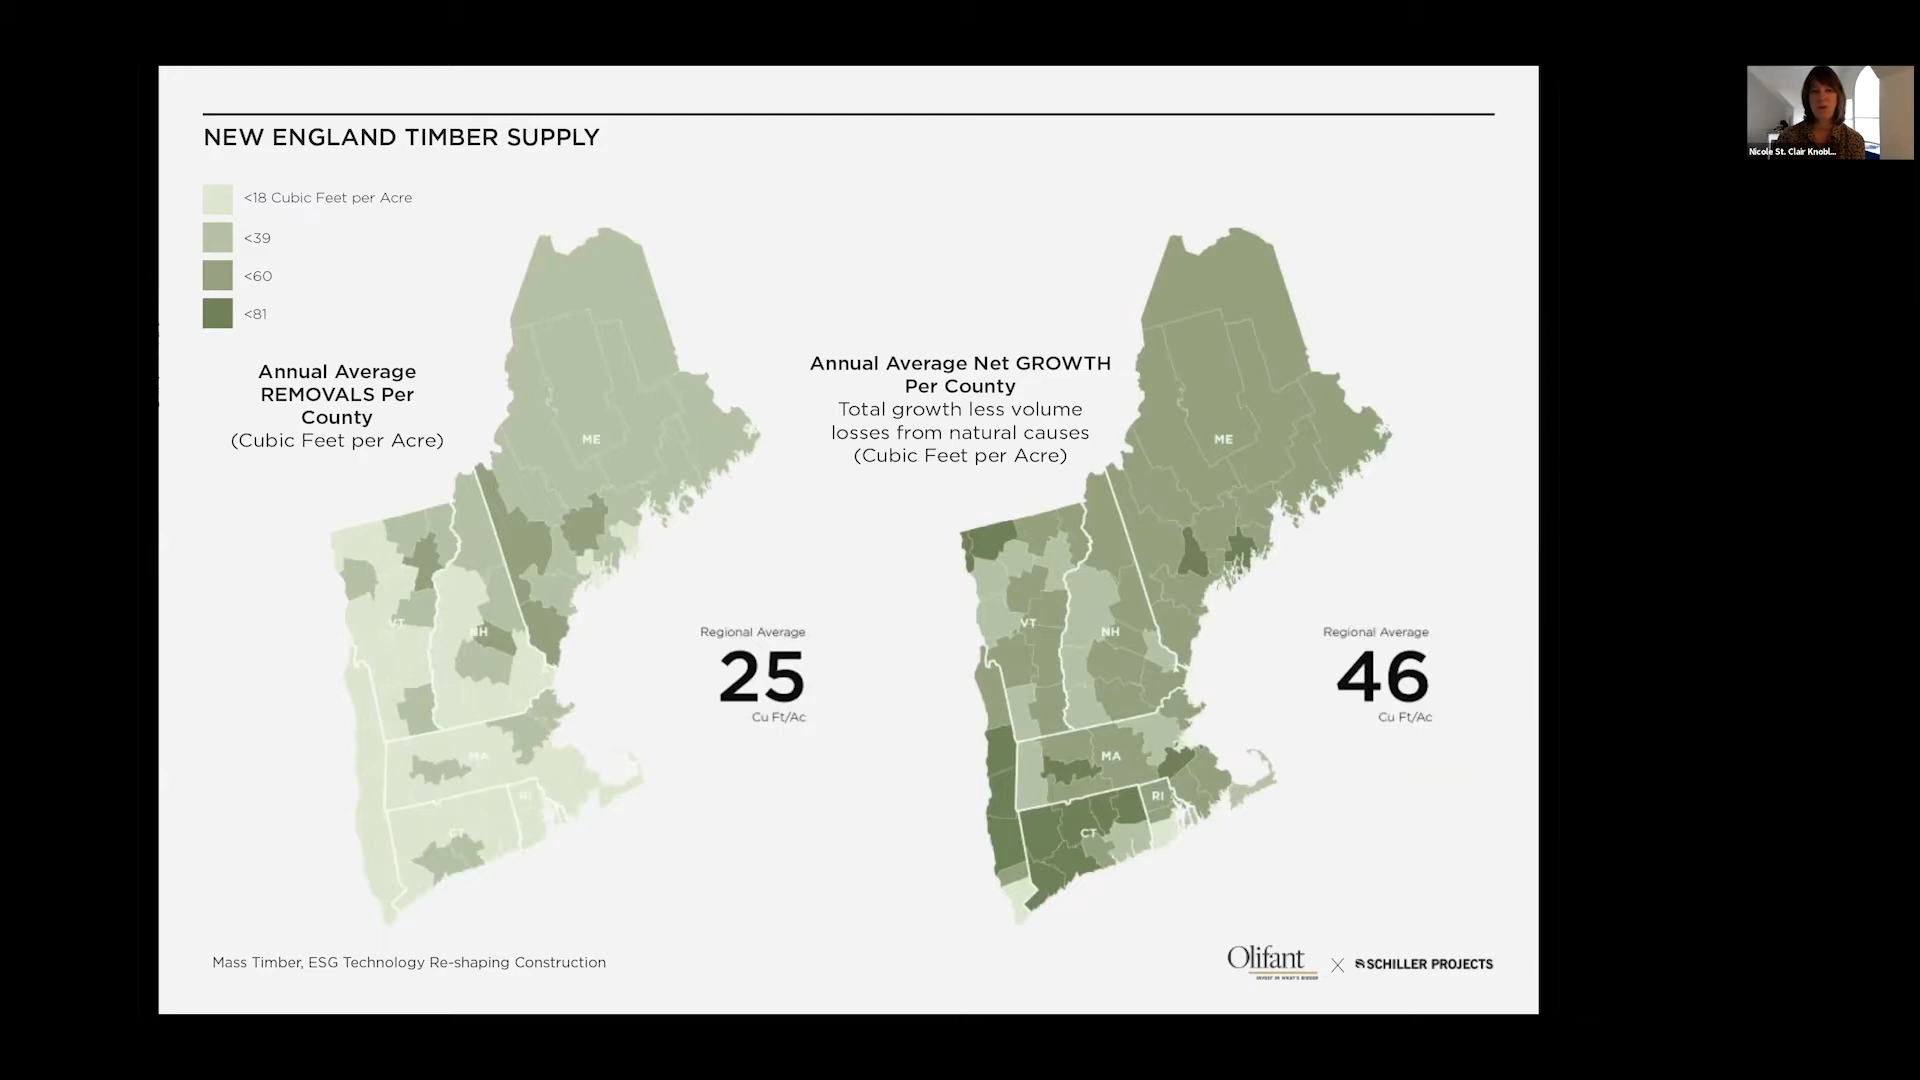 NEW ENGLAND TIMBER SUPPLY
<18 Cubic Feet per Acre
<39
<60
<81
Annual Average
REMOVALS Per
County
(Cubic Feet per Acre)
ME
VT
NH
MA
RI
CT
Regional Average
25
Cu Ft/Ac
Annual Average Net GROWTH
Per County
Total growth less volume
losses from natural causes
(Cubic Feet per Acre)
ME
VT
NH
MA
RI
CT
Regional Average
46
Cu Ft/Ac
Mass Timber, ESG Technology Re-shaping Construction
Olifant
INVEST IN WHAT'S BIGGER
X
SCHILLER PROJECTS
Nicole St. Clair Knobl...